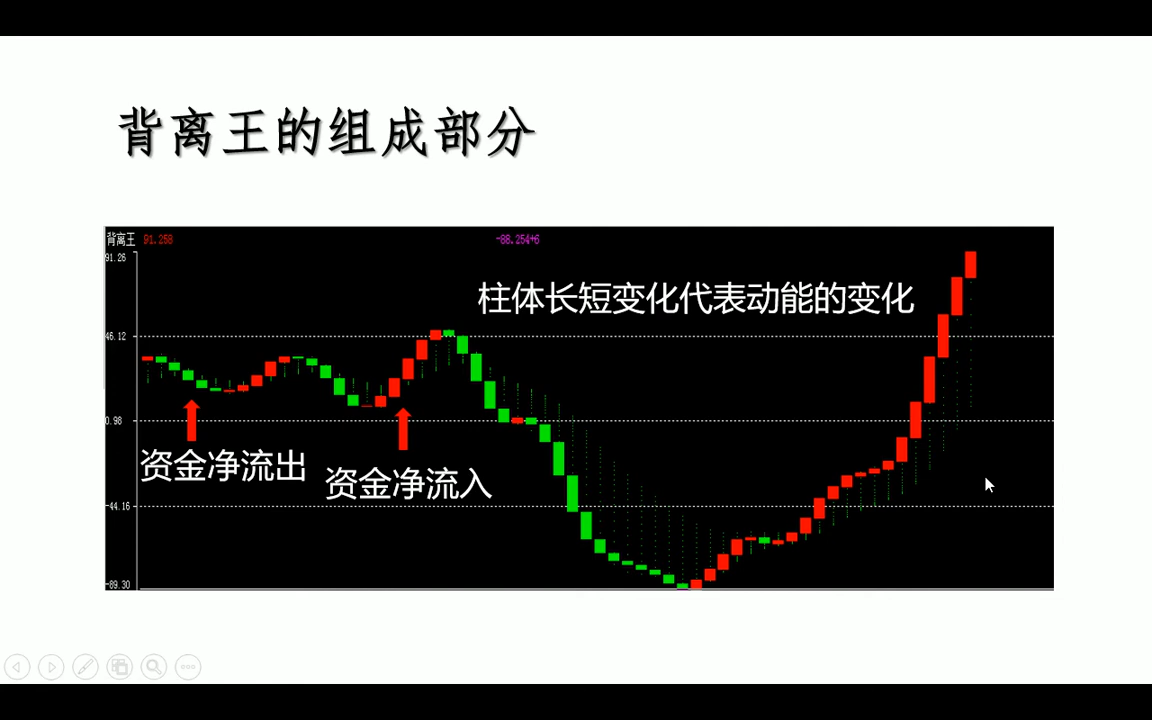 背离王的组成部分
背离王 91.258 -88.254+6
91.26
柱体长短变化代表动能的变化
46.12
0.98
资金净流出
资金净流入
-44.16
-89.30